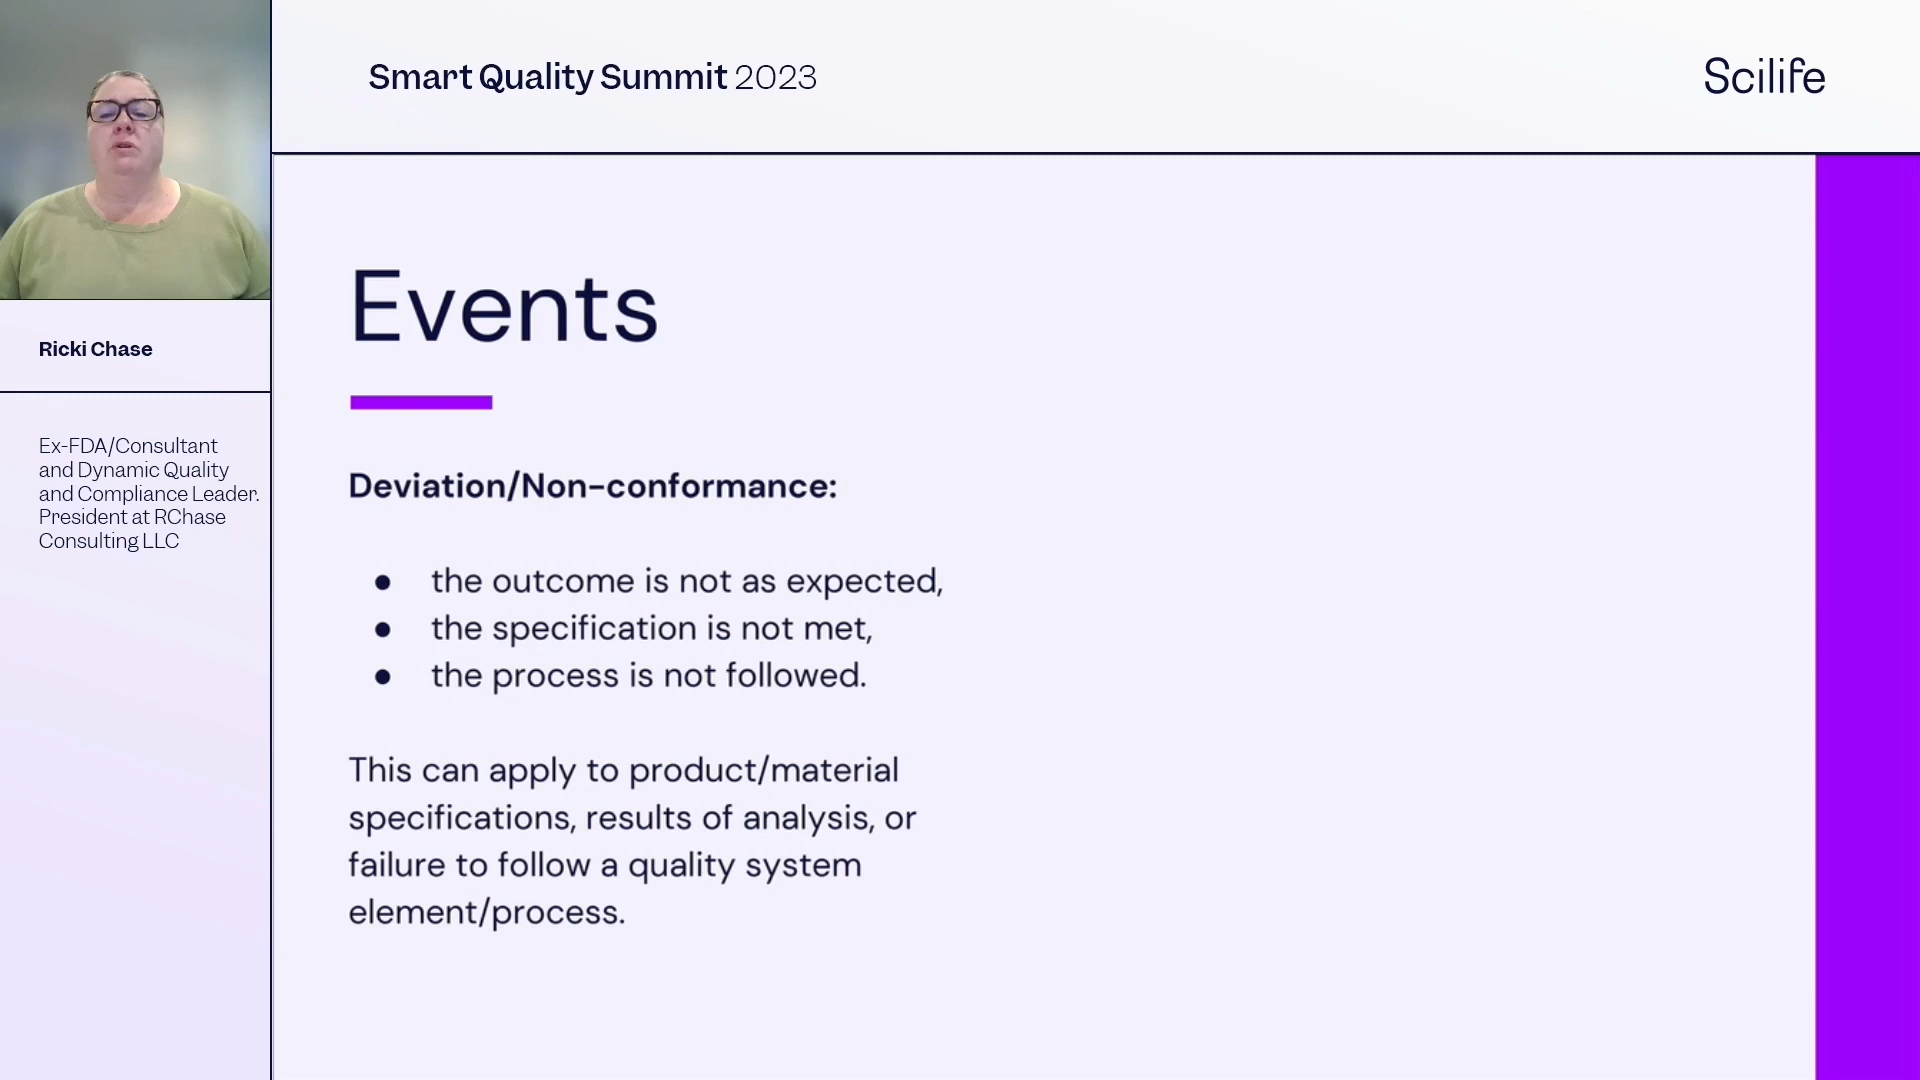 Smart Quality Summit 2023
Scilife
Ricki Chase
Ex-FDA/Consultant
and Dynamic Quality
and Compliance Leader.
President at RChase
Consulting LLC
Events
Deviation/Non-conformance:
● the outcome is not as expected,
● the specification is not met,
● the process is not followed.
This can apply to product/material
specifications, results of analysis, or
failure to follow a quality system
element/process.